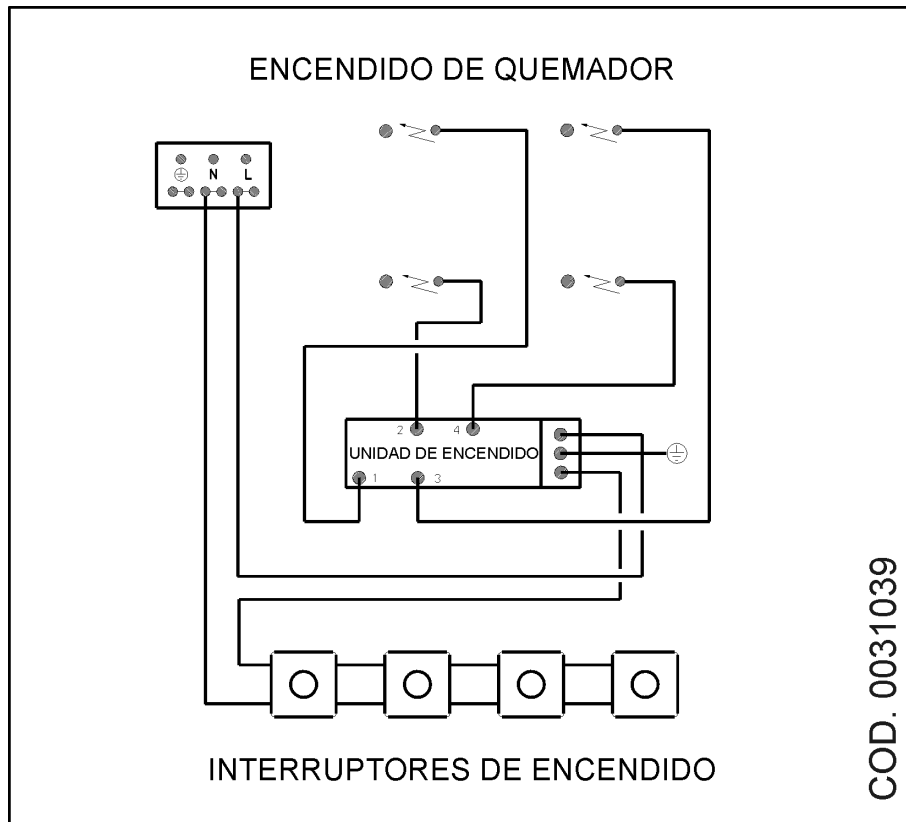 ENCENDIDO DE QUEMADOR
N L
2 4
UNIDAD DE ENCENDIDO
1 3
INTERRUPTORES DE ENCENDIDO
COD. 0031039